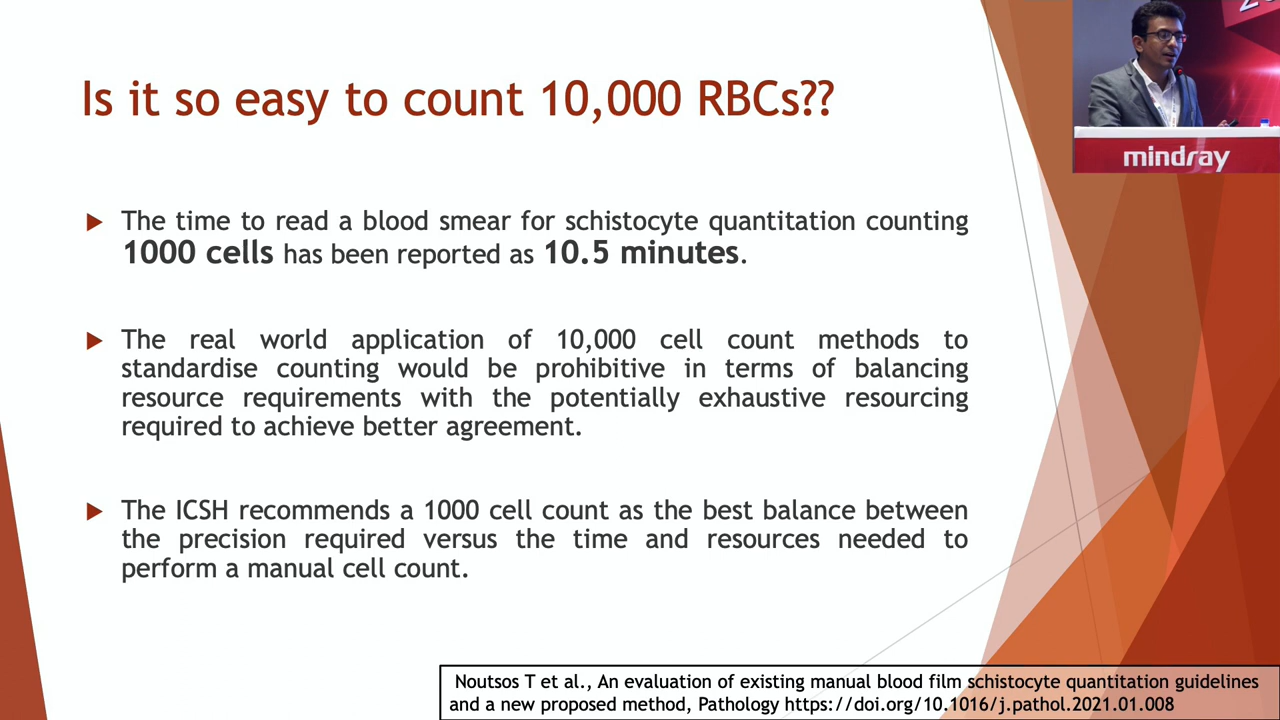 Is it so easy to count 10,000 RBCs??
The time to read a blood smear for schistocyte quantitation counting
1000 cells has been reported as 10.5 minutes.
The real world application of 10,000 cell count methods to
standardise counting would be prohibitive in terms of balancing
resource requirements with the potentially exhaustive resourcing
required to achieve better agreement.
The ICSH recommends a 1000 cell count as the best balance between
the precision required versus the time and resources needed to
perform a manual cell count.
mindray
Noutsos T et al., An evaluation of existing manual blood film schistocyte quantitation guidelines
and a new proposed method, Pathology https://doi.org/10.1016/j.pathol.2021.01.008